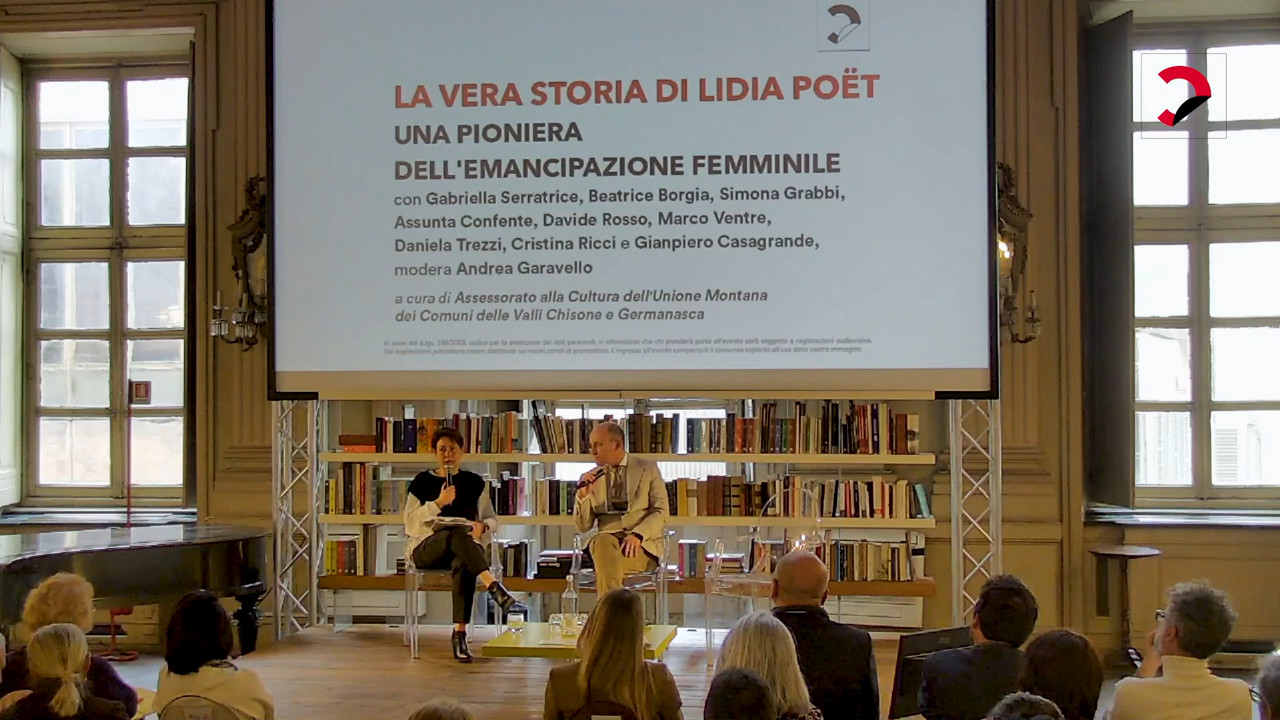 LA VERA STORIA DI LIDIA POËT
UNA PIONIERA
DELL'EMANCIPAZIONE FEMMINILE
con Gabriella Serratrice, Beatrice Borgia, Simona Grabbi,
Assunta Confente, Davide Rosso, Marco Ventre,
Daniela Trezzi, Cristina Ricci e Gianpiero Casagrande,
modera Andrea Garavello
a cura di Assessorato alla Cultura dell'Unione Montana
dei Comuni delle Valli Chisone e Germanasca